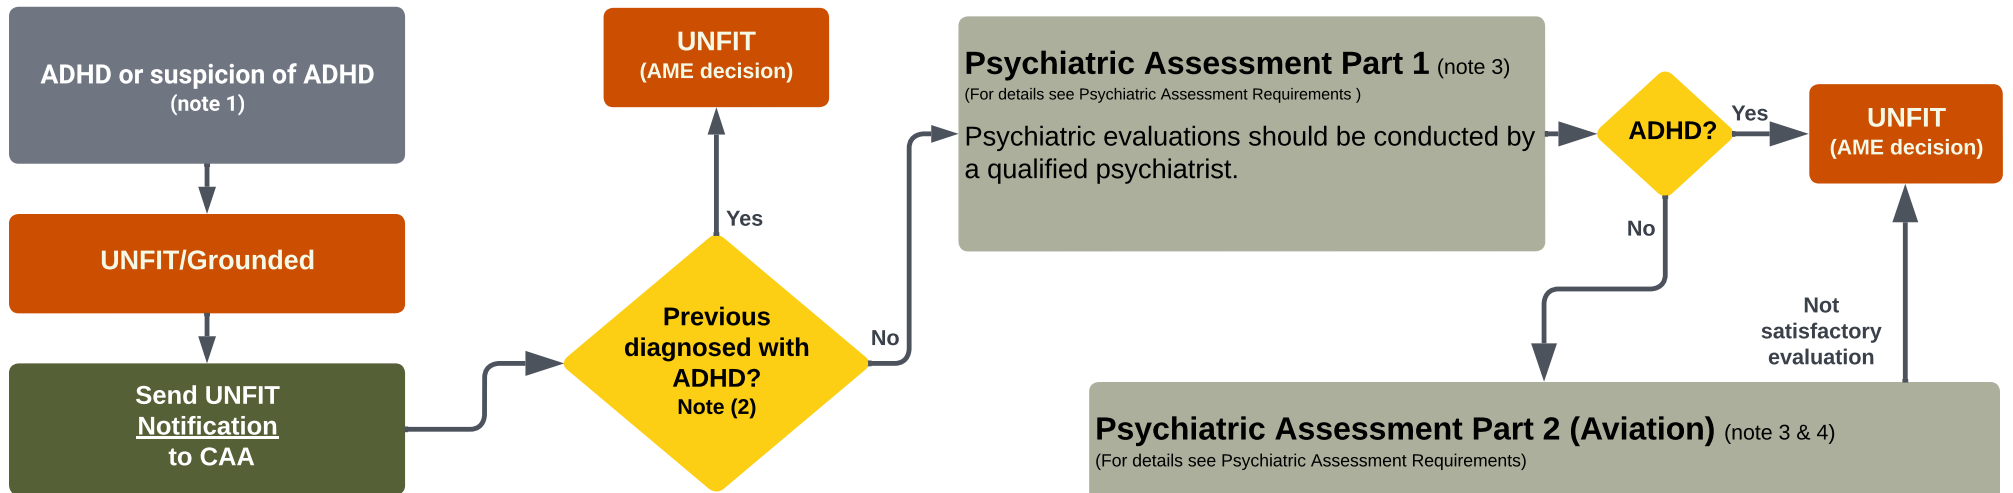 ADHD or suspicion of ADHD
(note 1)
UNFIT/Grounded
Send UNFIT
Notification
to CAA
UNFIT
(AME decision)
Yes
Previous
diagnosed with
ADHD?
Note (2)
No
Psychiatric Assessment Part 1 (note 3)
(For details see Psychiatric Assessment Requirements )
Psychiatric evaluations should be conducted by
a qualified psychiatrist.
ADHD?
Yes
UNFIT
(AME decision)
No
Not
satisfactory
evaluation
Psychiatric Assessment Part 2 (Aviation) (note 3 & 4)
(For details see Psychiatric Assessment Requirements)